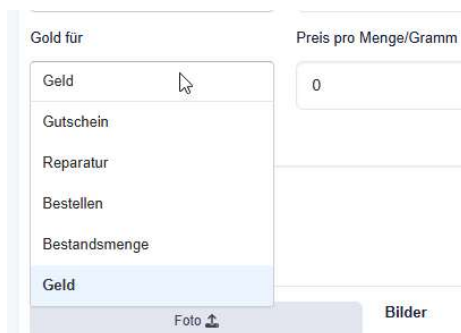 Gold für
Preis pro Menge/Gramm
Geld
0
Gutschein
Reparatur
Bestellen
Bestandsmenge
Geld
Foto
Bilder